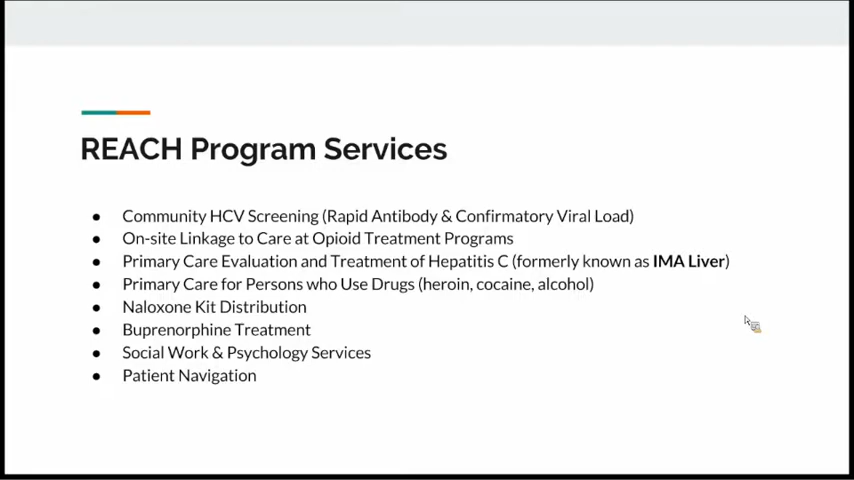 REACH Program Services
● Community HCV Screening (Rapid Antibody & Confirmatory Viral Load)
● On-site Linkage to Care at Opioid Treatment Programs
● Primary Care Evaluation and Treatment of Hepatitis C (formerly known as IMA Liver)
● Primary Care for Persons who Use Drugs (heroin, cocaine, alcohol)
● Naloxone Kit Distribution
● Buprenorphine Treatment
● Social Work & Psychology Services
● Patient Navigation